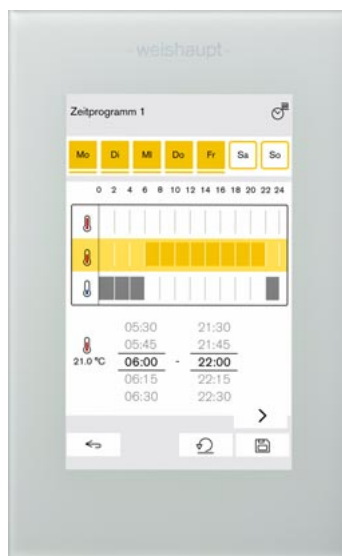 -weishaupt-
Zeitprogramm 1
Mo Di Mi Do Fr Sa So
0 2 4 6 8 10 12 14 16 18 20 22 24
05:30 21:30
05:45 21:45
21.0 °C 06:00 - 22:00
06:15 22:15
06:30 22:30